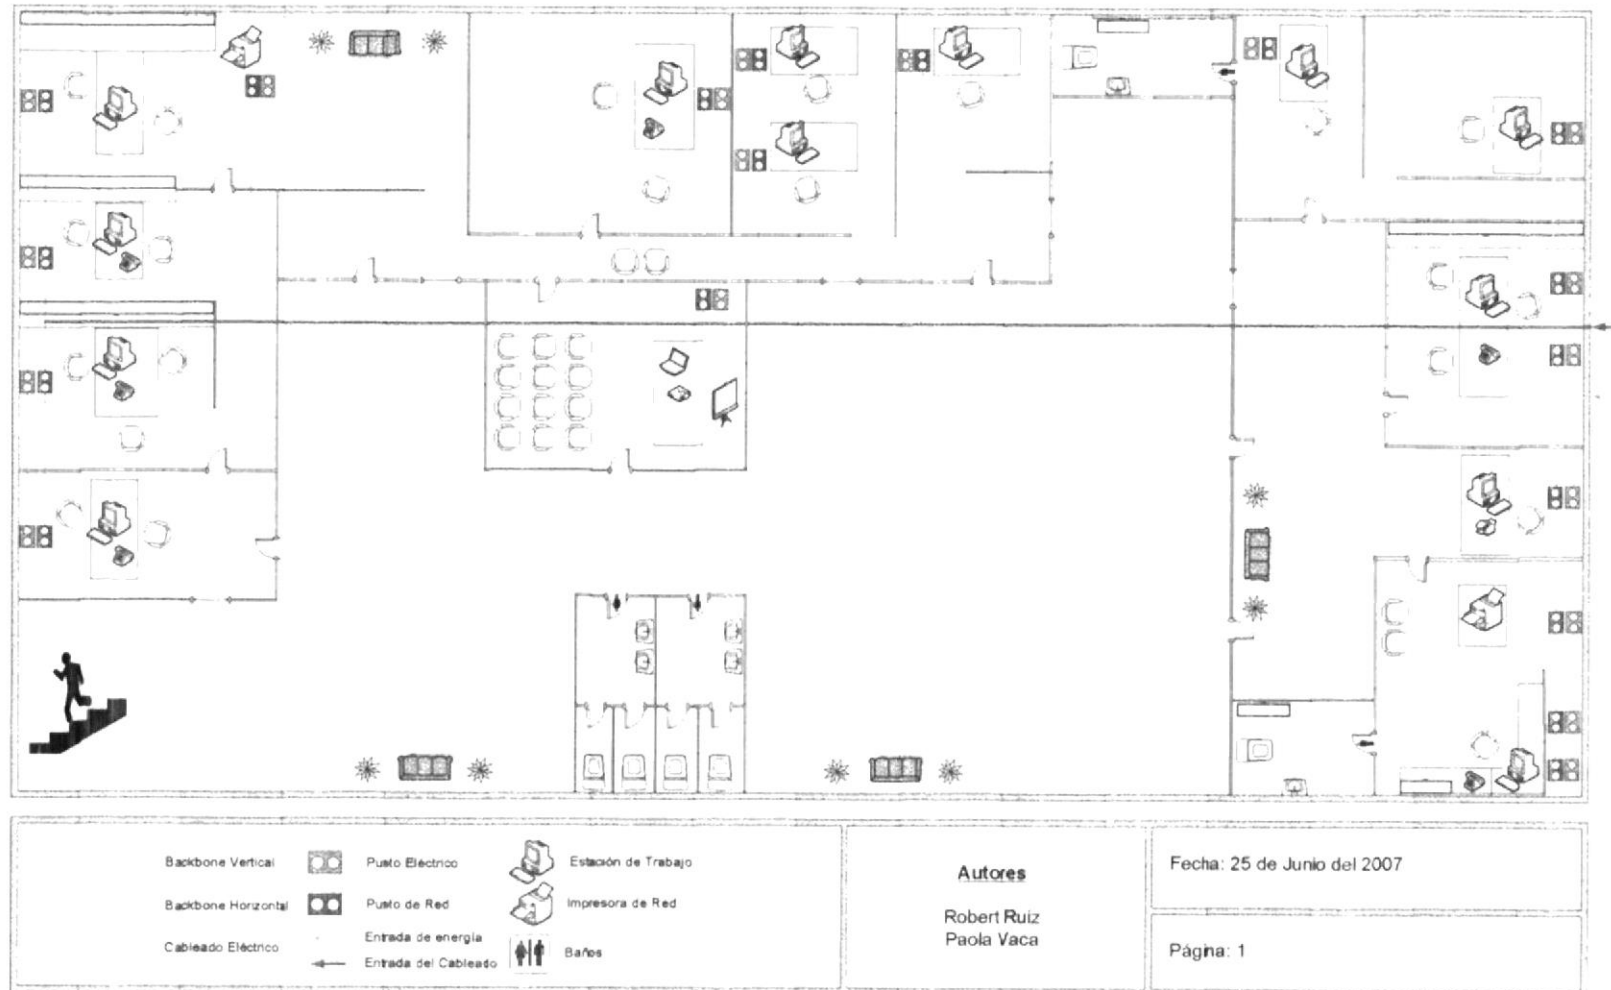 Backbone Vertical
Punto Eléctrico
Estación de Trabajo
Backbone Horizontal
Punto de Red
Impresora de Red
Cableado Eléctrico
Entrada de energía
Entrada del Cableado
Baños
Autores
Robert Ruiz
Paola Vaca
Fecha: 25 de Junio del 2007
Página: 1